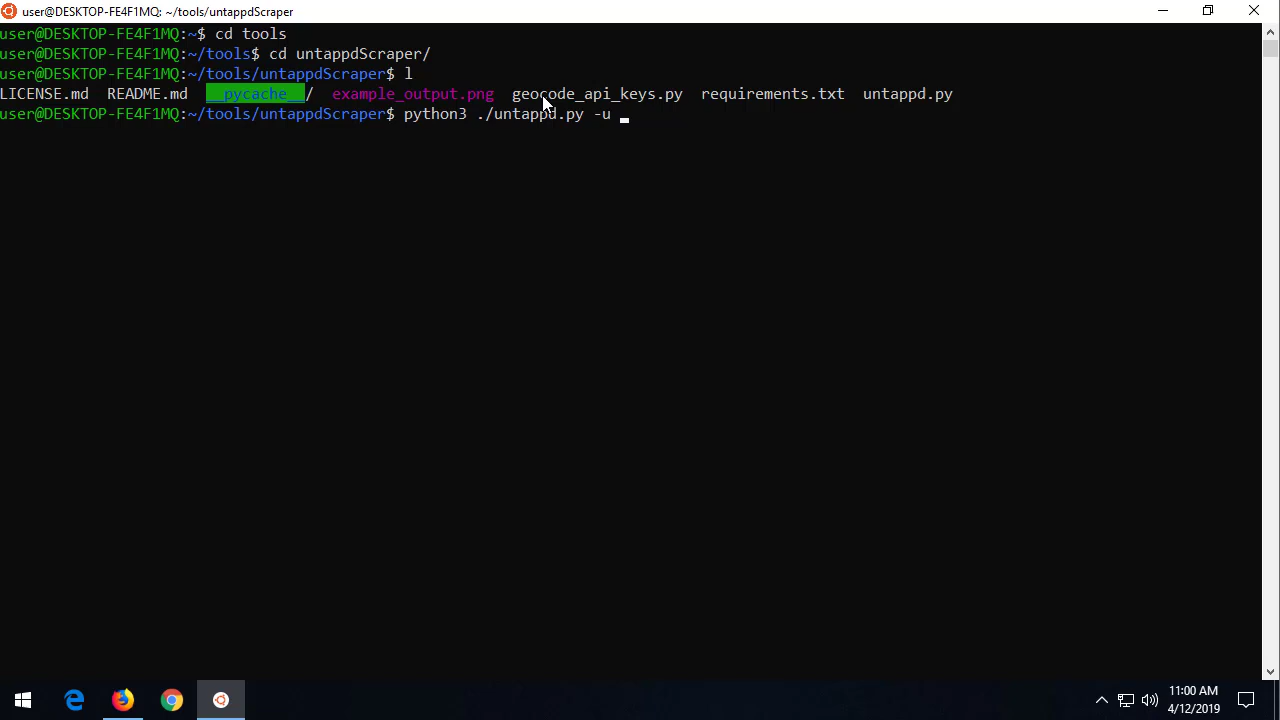 user@DESKTOP-FE4F1MQ: ~/tools/untappdScraper
user@DESKTOP-FE4F1MQ:~$ cd tools
user@DESKTOP-FE4F1MQ:~/tools$ cd untappdScraper/
user@DESKTOP-FE4F1MQ:~/tools/untappdScraper$ l
LICENSE.md  README.md  __pycache__/  example_output.png  geocode_api_keys.py  requirements.txt  untappd.py
user@DESKTOP-FE4F1MQ:~/tools/untappdScraper$ python3 ./untappd.py -u
11:00 AM
4/12/2019